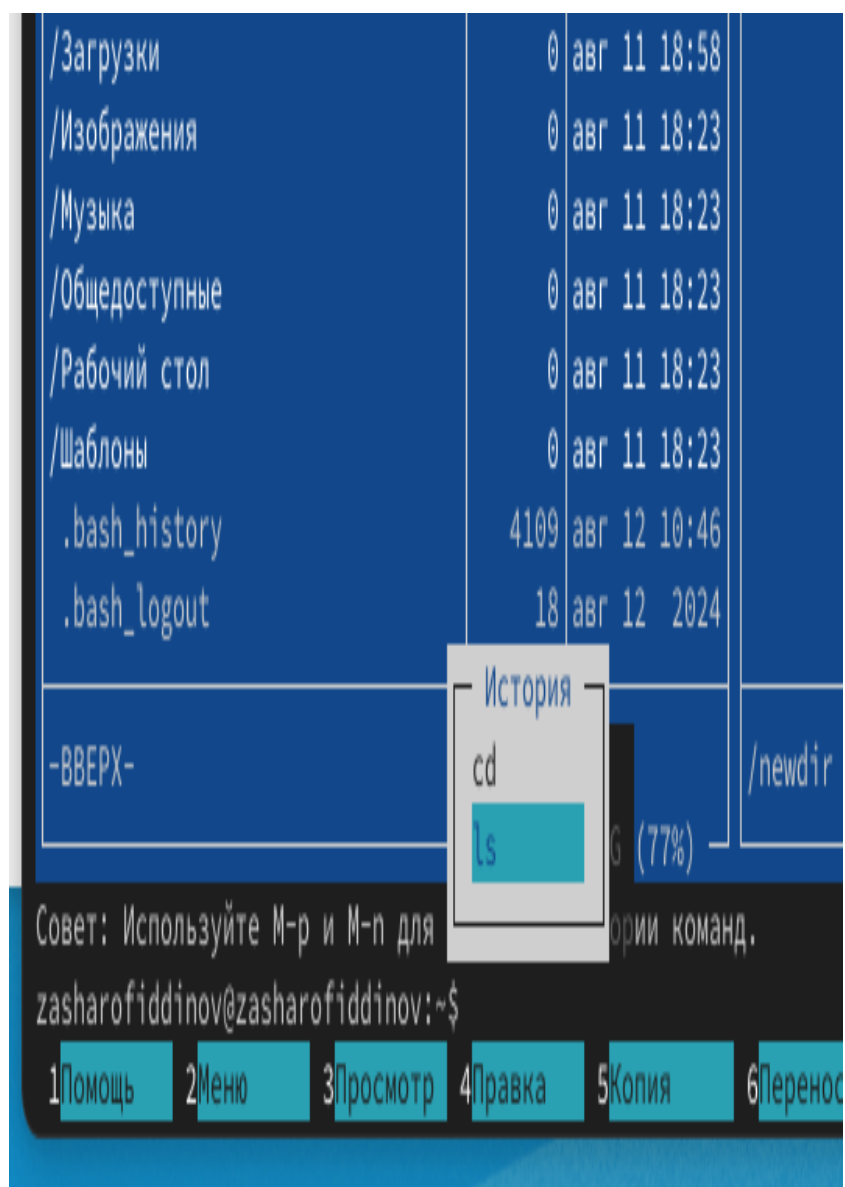 /Загрузки 0 авг 11 18:58
/Изображения 0 авг 11 18:23
/Музыка 0 авг 11 18:23
/Общедоступные 0 авг 11 18:23
/Рабочий стол 0 авг 11 18:23
/Шаблоны 0 авг 11 18:23
.bash_history 4109 авг 12 10:46
.bash_logout 18 авг 12 2024
История
cd
ls
-ВВЕРХ- /newdir
G (77%)
Совет: Используйте M-p и M-n для ории команд.
zasharofiddinov@zasharofiddinov:~$
1Помощь 2Меню 3Просмотр 4Правка 5Копия 6Перенос